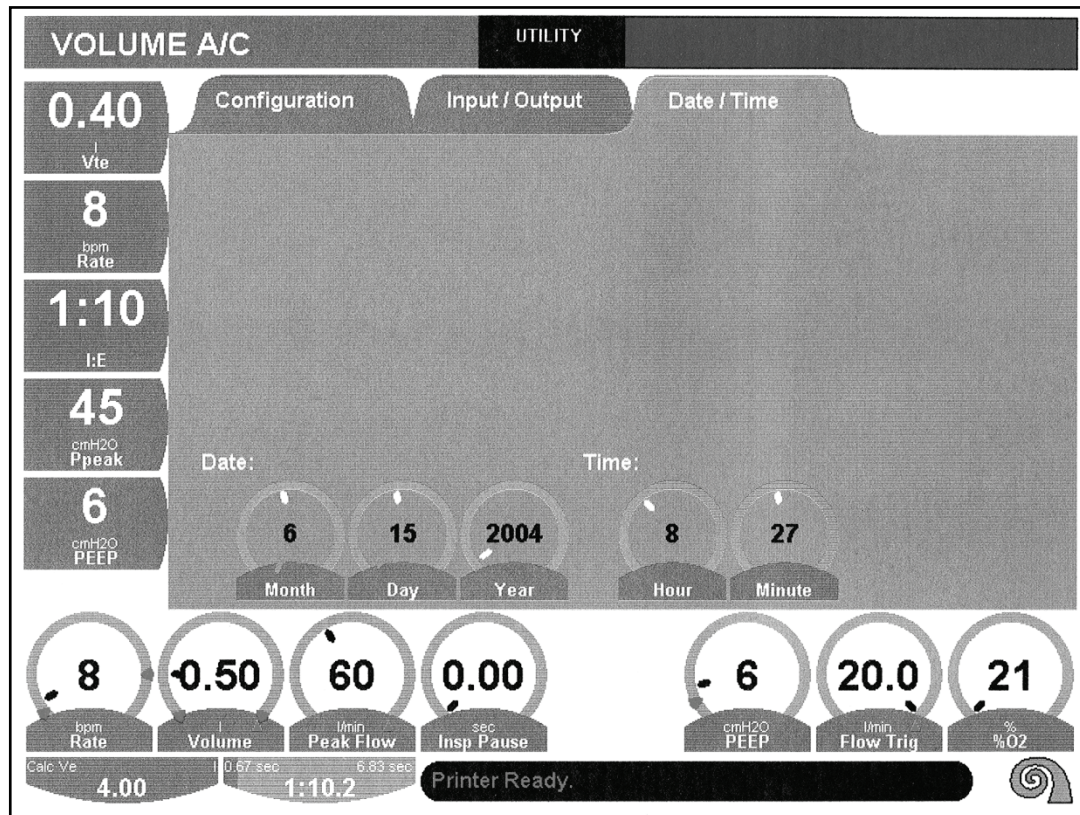 VOLUME A/C
UTILITY
Configuration
Input / Output
Date / Time
0.40
l
Vte
8
bpm
Rate
1:10
I:E
45
cmH2O
Ppeak
6
cmH2O
PEEP
Date:
Time:
6
Month
15
Day
2004
Year
8
Hour
27
Minute
8
bpm
Rate
0.50
l
Volume
60
l/min
Peak Flow
0.00
sec
Insp Pause
6
cmH2O
PEEP
20.0
l/min
Flow Trig
21
%
%O2
Calc Ve
l
4.00
0.67 sec
6.83 sec
1:10.2
Printer Ready.